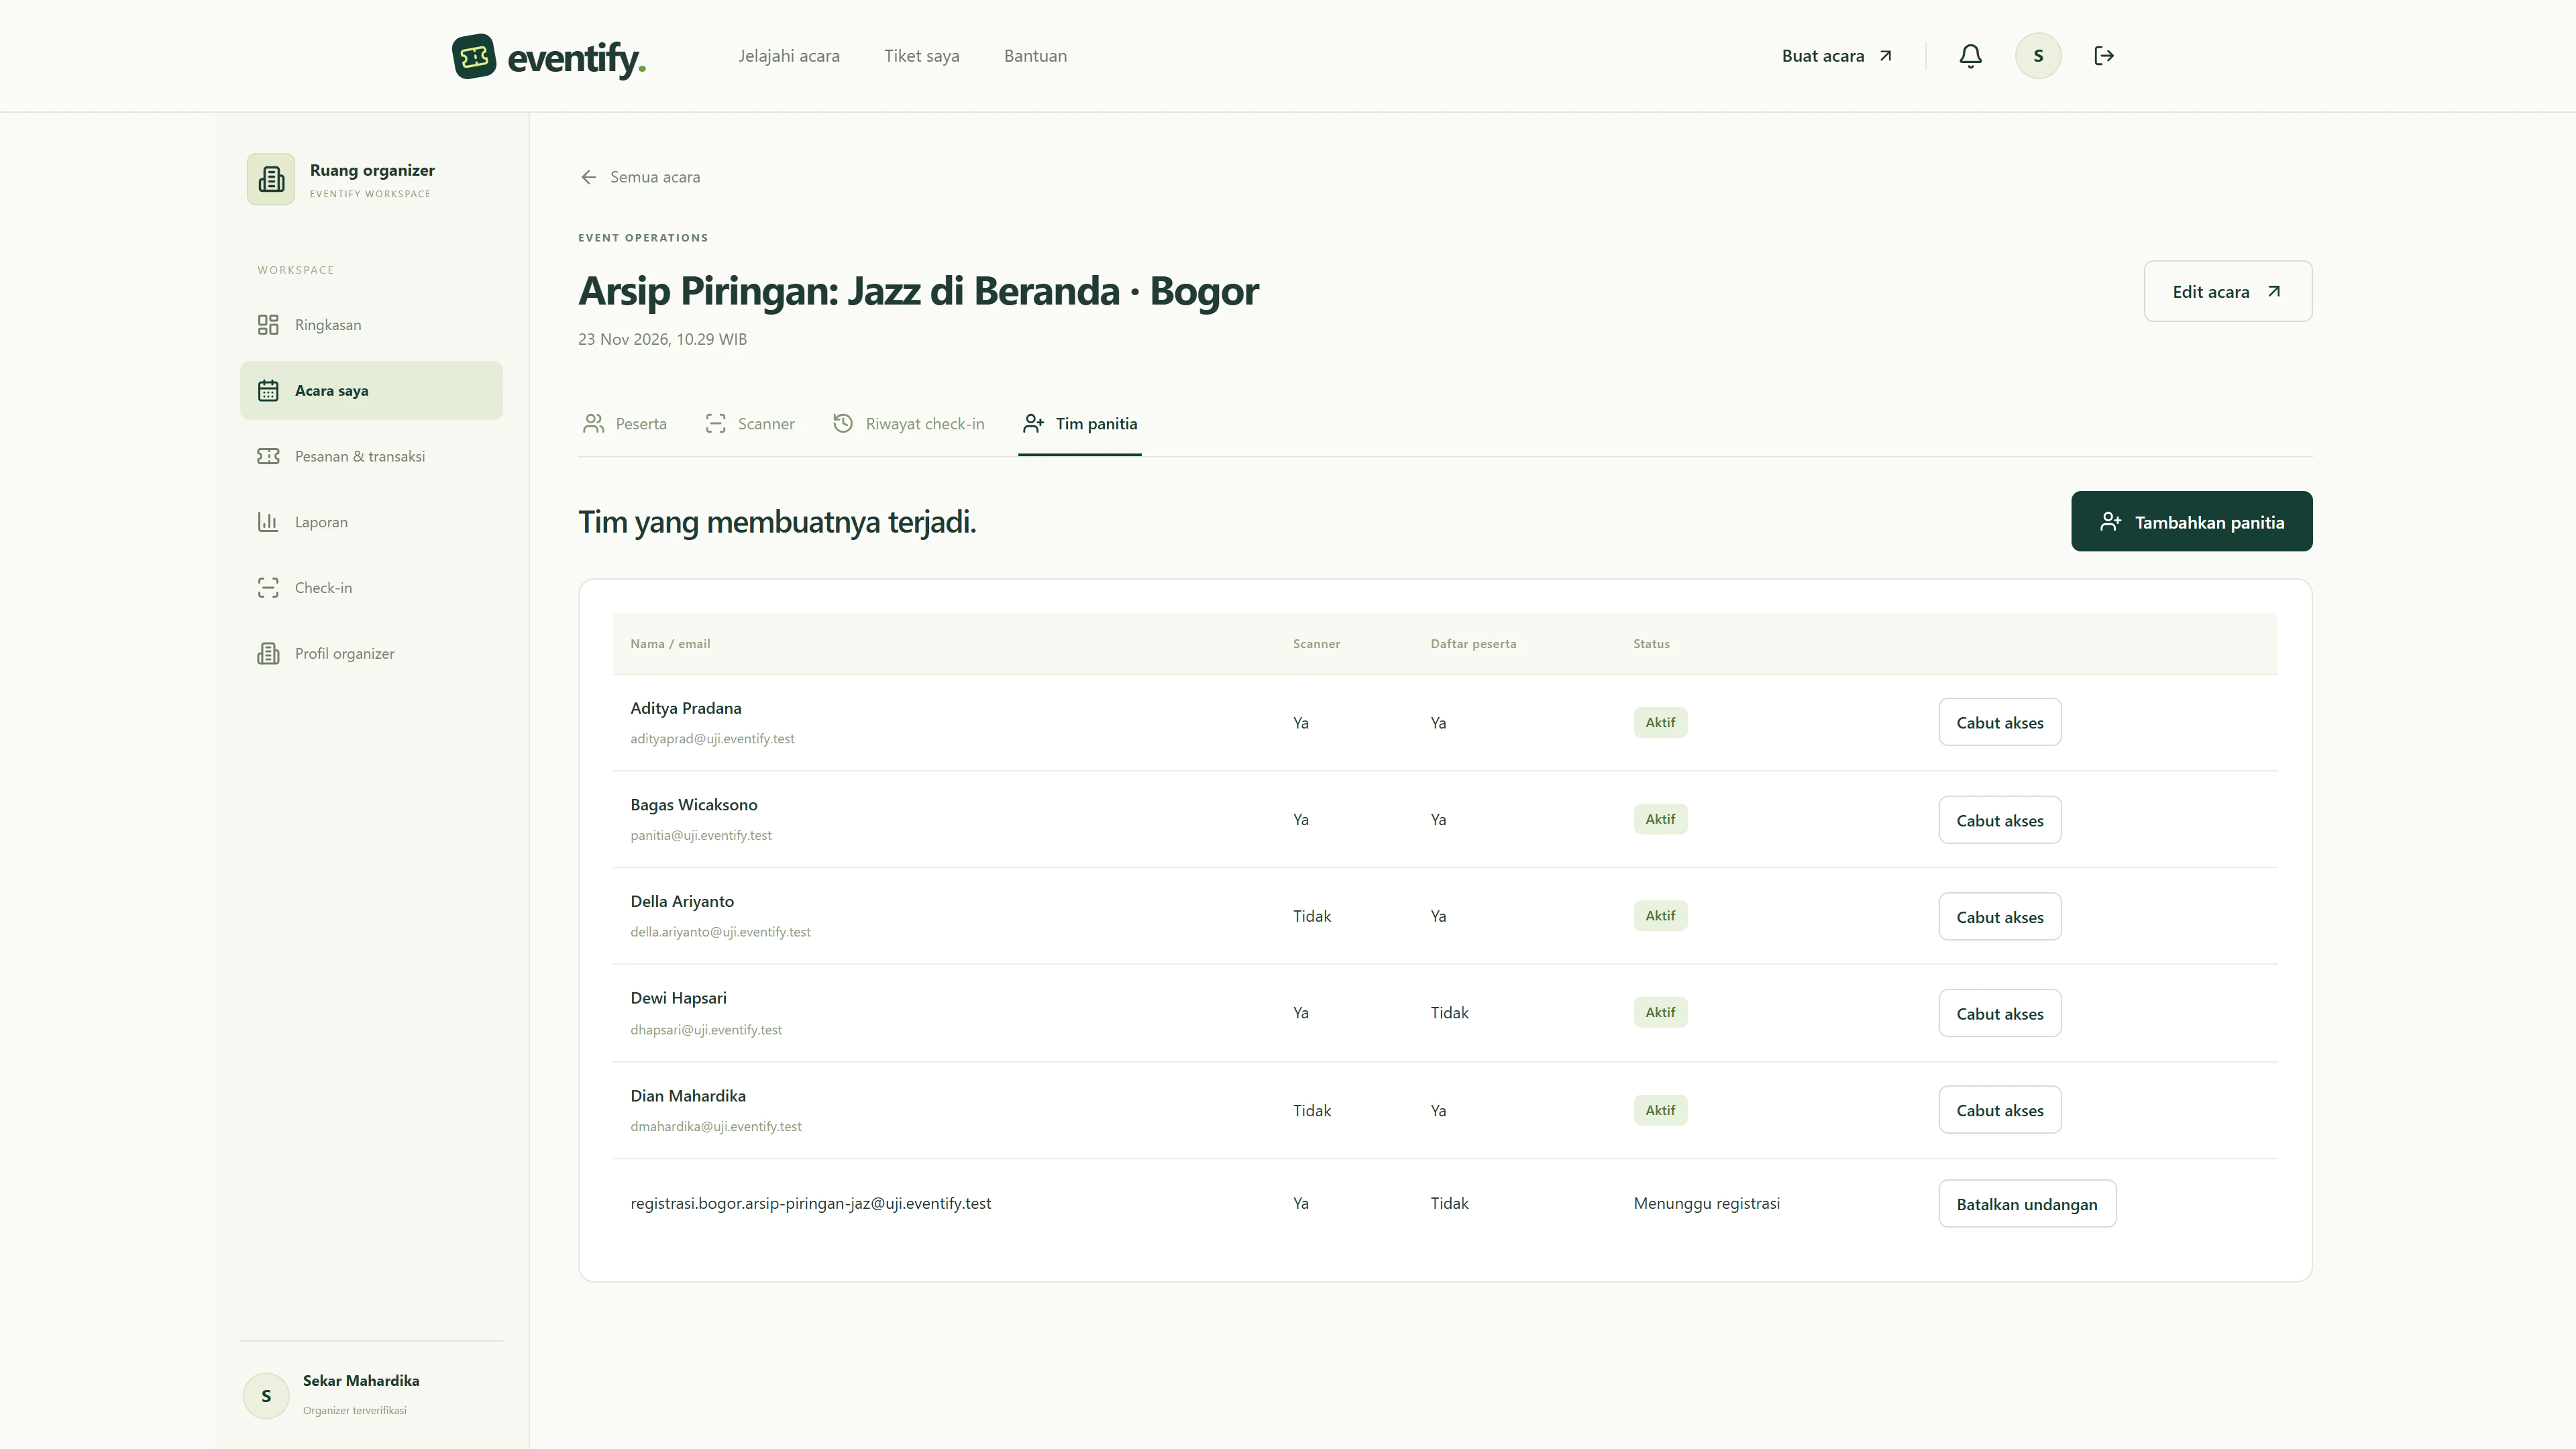 eventify.
Jelajahi acara
Tiket saya
Bantuan
Buat acara
S
Ruang organizer
EVENTIFY WORKSPACE
WORKSPACE
Ringkasan
Acara saya
Pesanan & transaksi
Laporan
Check-in
Profil organizer
Sekar Mahardika
S
Organizer terverifikasi
Semua acara
EVENT OPERATIONS
Arsip Piringan: Jazz di Beranda · Bogor
23 Nov 2026, 10.29 WIB
Edit acara
Peserta
Scanner
Riwayat check-in
Tim panitia
Tim yang membuatnya terjadi.
Tambahkan panitia
Nama / email Scanner Daftar peserta Status
Aditya Pradana
adityaprad@uji.eventify.test
Ya Ya Aktif Cabut akses
Bagas Wicaksono
panitia@uji.eventify.test
Ya Ya Aktif Cabut akses
Della Ariyanto
della.ariyanto@uji.eventify.test
Tidak Ya Aktif Cabut akses
Dewi Hapsari
dhapsari@uji.eventify.test
Ya Tidak Aktif Cabut akses
Dian Mahardika
dmahardika@uji.eventify.test
Tidak Ya Aktif Cabut akses
registrasi.bogor.arsip-piringan-jaz@uji.eventify.test Ya Tidak Menunggu registrasi Batalkan undangan